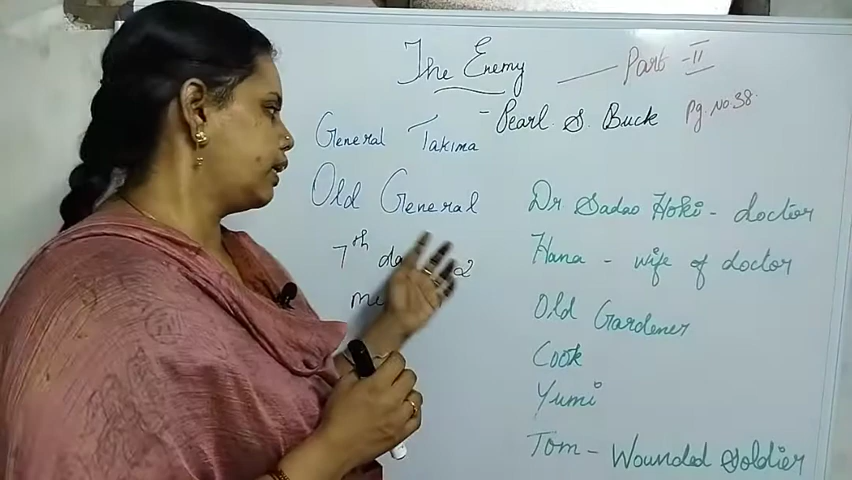 The Enemy — Part - II
- Pearl. S. Buck Pg. No 38.
General Takima
Old General
7th
Dr Sadao Hoki - doctor
Hana - wife of doctor
Old Gardener
Cook
Yumi
Tom - Wounded soldier